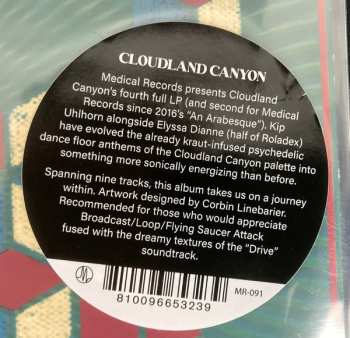 CLOUDLAND CANYON
Medical Records presents Cloudland
Canyon's fourth full LP (and second for Medical
Records since 2016's "An Arabesque"). Kip
Uhlhorn alongside Elyssa Dianne (half of Roladex)
have evolved the already kraut-infused psychedelic
dance floor anthems of the Cloudland Canyon palette into
something more sonically energizing than before.
Spanning nine tracks, this album takes us on a journey
within. Artwork designed by Corbin Linebarier.
Recommended for those who would appreciate
Broadcast/Loop/Flying Saucer Attack
fused with the dreamy textures of the "Drive"
soundtrack.
MR-091
810096653239